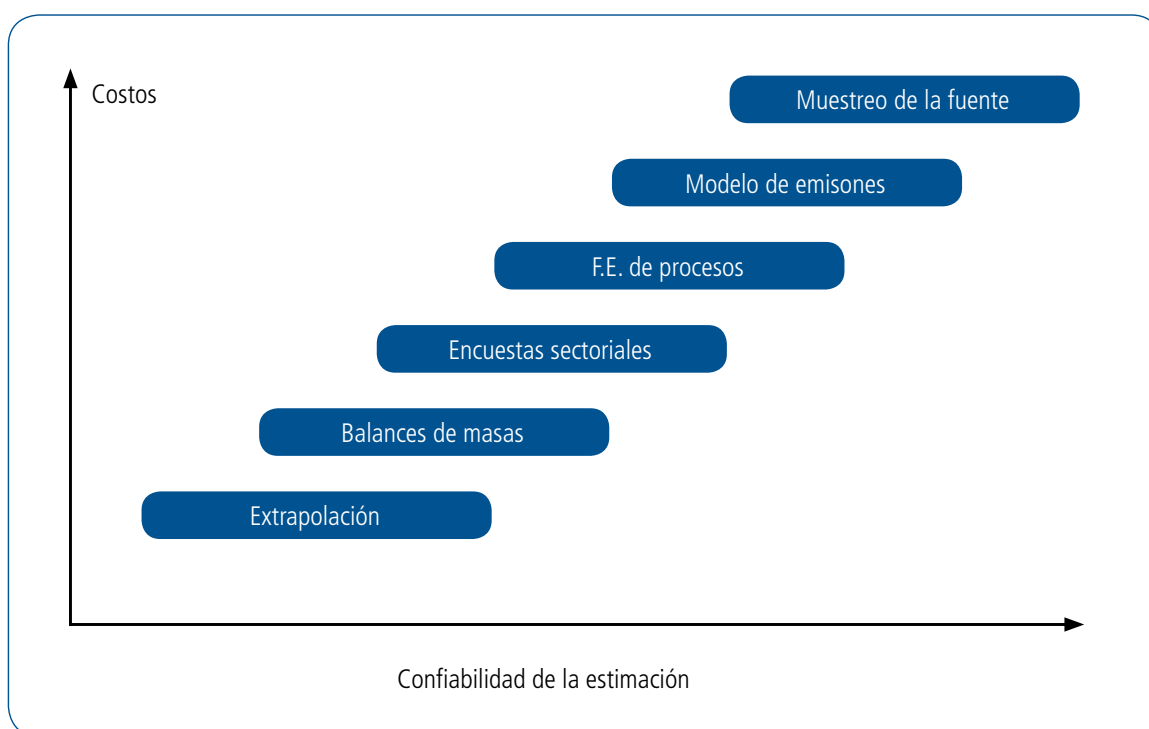 Costos
Muestreo de la fuente
Modelo de emisones
F.E. de procesos
Encuestas sectoriales
Balances de masas
Extrapolación
Confiabilidad de la estimación